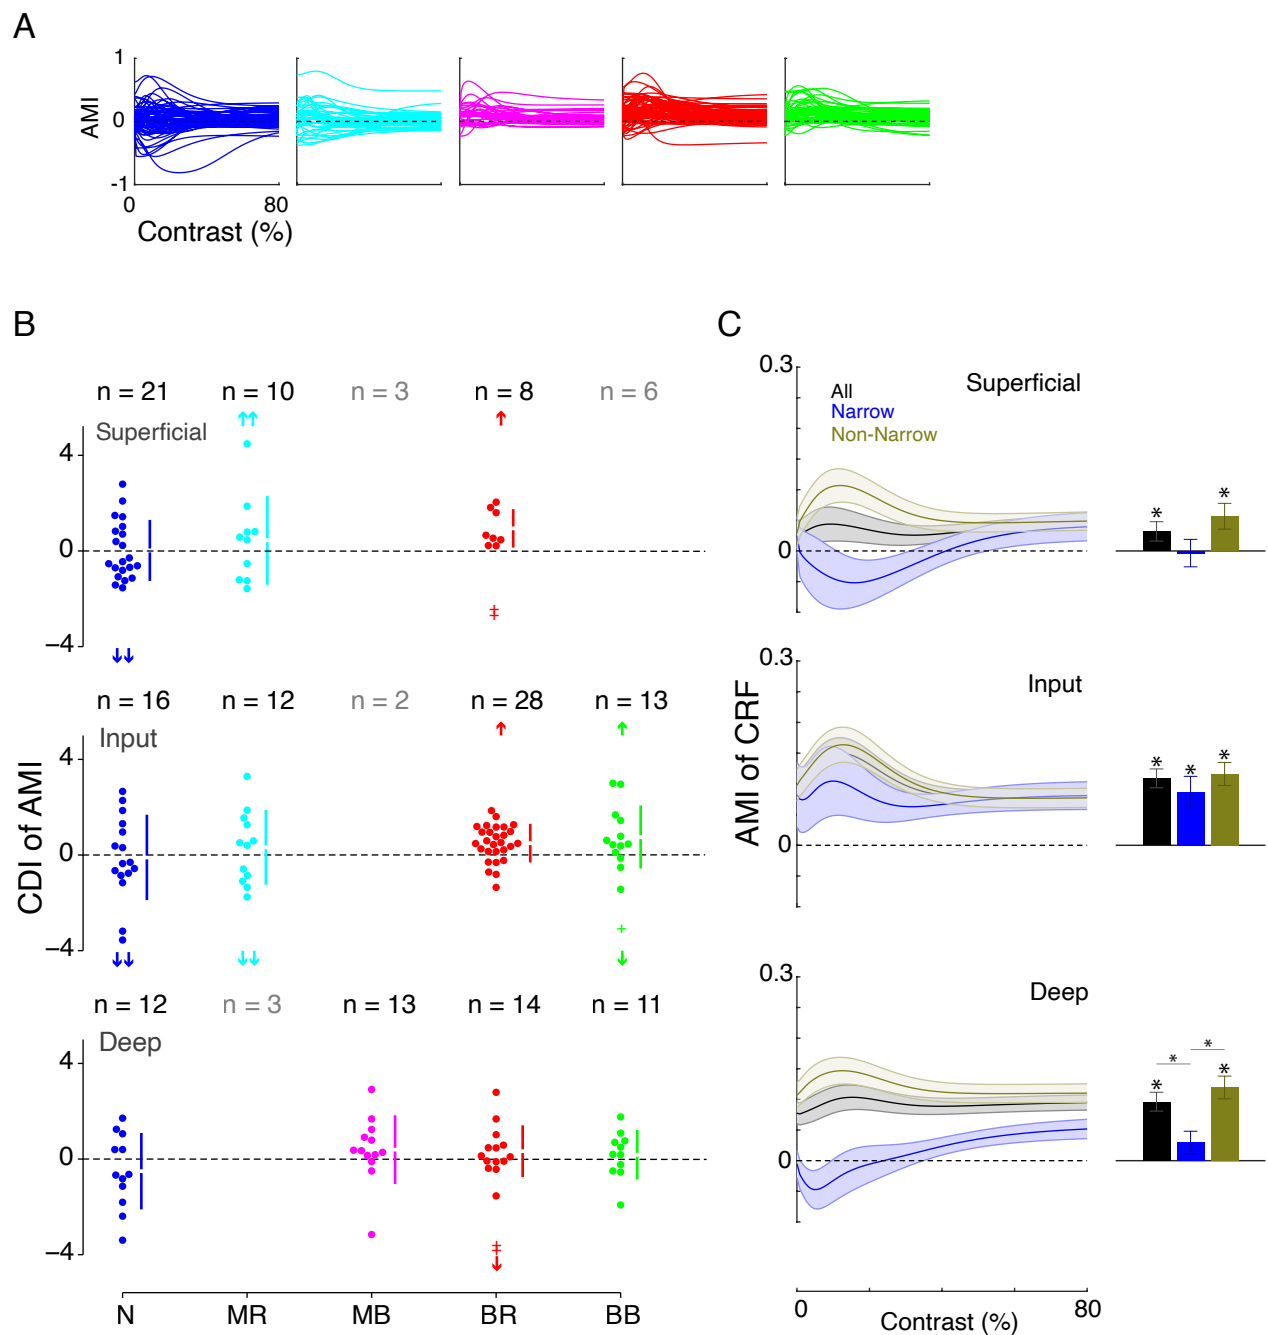 A
1
0
-1
AMI
0 80
Contrast (%)
B
n = 21 n = 10 n = 3 n = 8 n = 6
Superficial
4
0
−4
n = 16 n = 12 n = 2 n = 28 n = 13
Input
4
0
−4
n = 12 n = 3 n = 13 n = 14 n = 11
Deep
4
0
−4
CDI of AMI
N MR MB BR BB
C
0.3
Superficial
All
Narrow
Non-Narrow
0
* *
0.3
Input
* * *
0
0.3
Deep
* *
* *
0
AMI of CRF
0 80
Contrast (%)